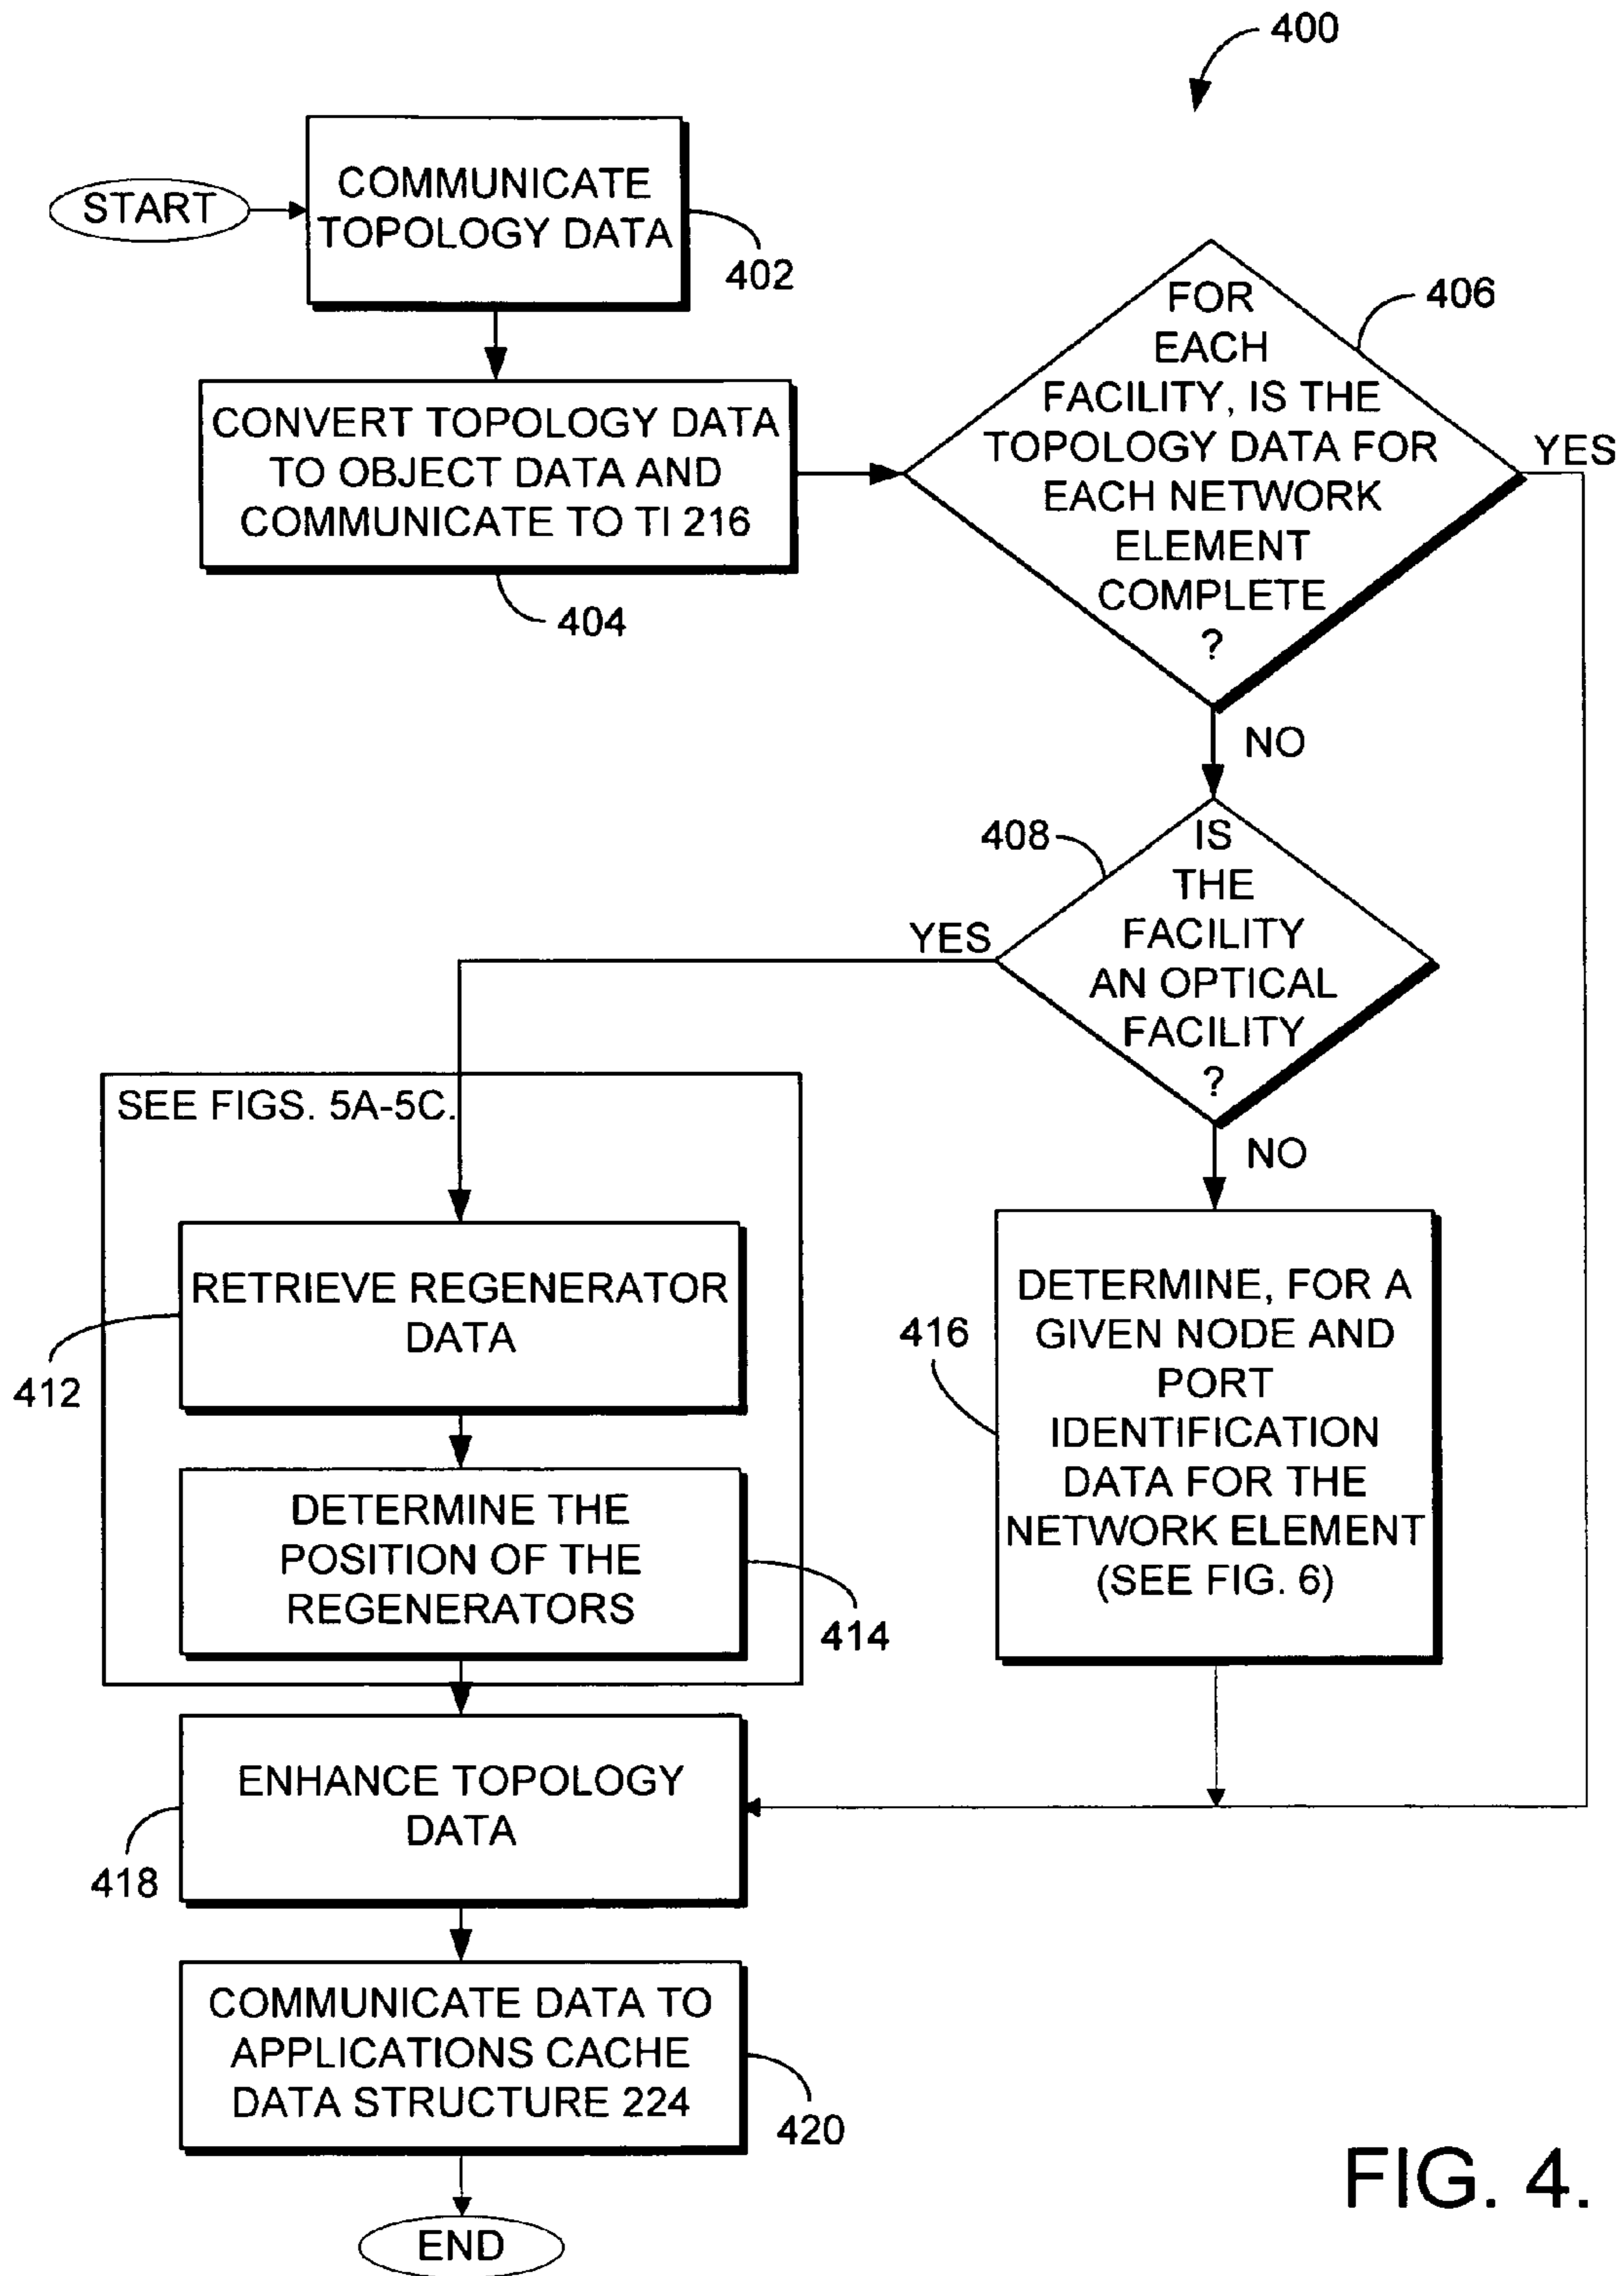 400
START
COMMUNICATE
TOPOLOGY DATA
402
CONVERT TOPOLOGY DATA
TO OBJECT DATA AND
COMMUNICATE TO TI 216
404
FOR
EACH
FACILITY, IS THE
TOPOLOGY DATA FOR
EACH NETWORK
ELEMENT
COMPLETE
?
406
YES
NO
408
IS
THE
FACILITY
AN OPTICAL
FACILITY
?
YES
NO
SEE FIGS. 5A-5C.
RETRIEVE REGENERATOR
DATA
412
DETERMINE THE
POSITION OF THE
REGENERATORS
414
416
DETERMINE, FOR A
GIVEN NODE AND
PORT
IDENTIFICATION
DATA FOR THE
NETWORK ELEMENT
(SEE FIG. 6)
ENHANCE TOPOLOGY
DATA
418
COMMUNICATE DATA TO
APPLICATIONS CACHE
DATA STRUCTURE 224
420
END
FIG. 4.